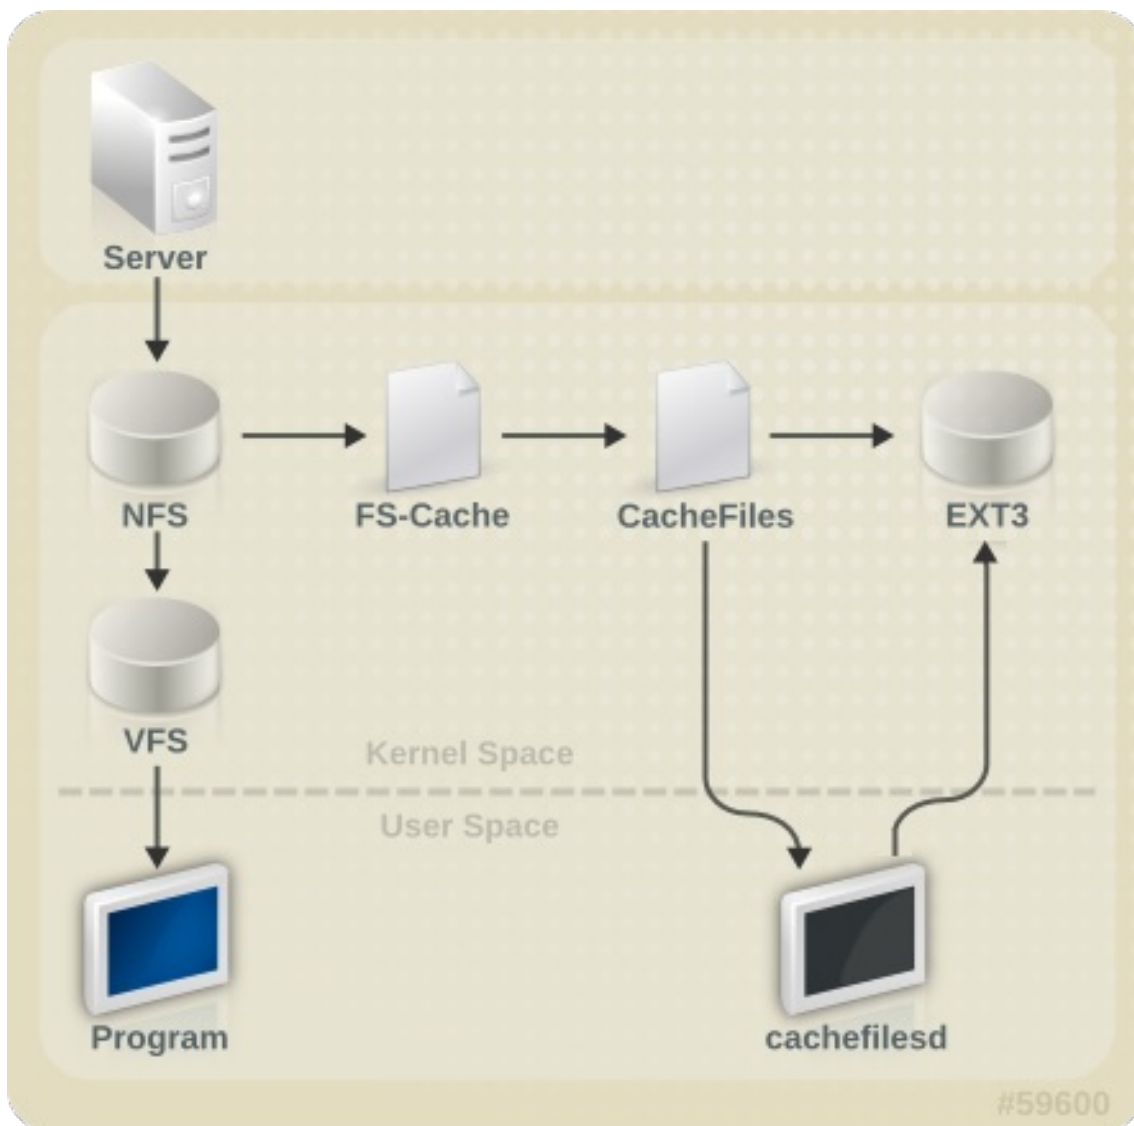 Server
NFS
FS-Cache
CacheFiles
EXT3
VFS
Kernel Space
User Space
Program
cachefilesd
#59600